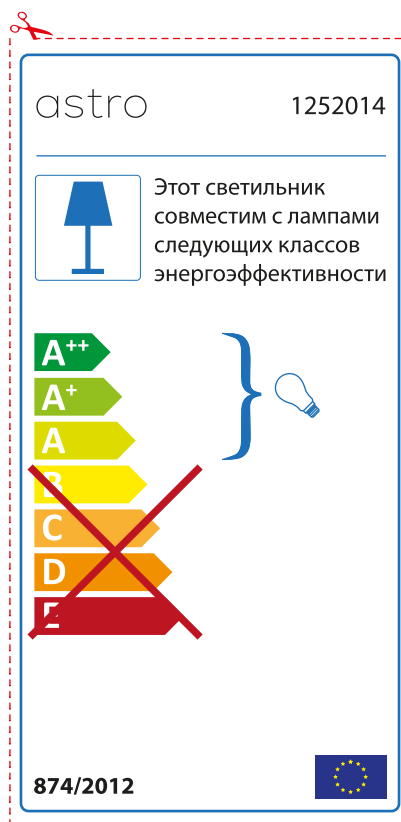 astro
1252014
Этот светильник
совместим с лампами
следующих классов
энергоэффективности
A++
A+
A
B
C
D
E
874/2012